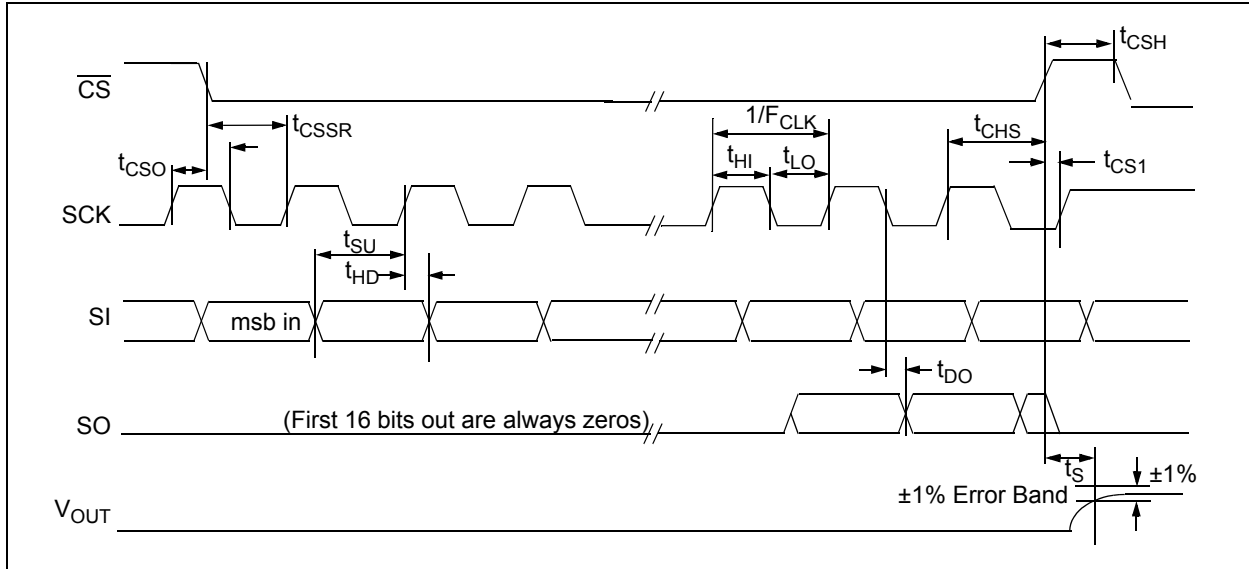 tCSH
CS
1/FCLK
tCSSR
tCHS
tCSO
tHI
tLO
tCS1
SCK
tSU
tHD
SI
msb in
tDO
SO
(First 16 bits out are always zeros)
tS
±1%
±1% Error Band
VOUT